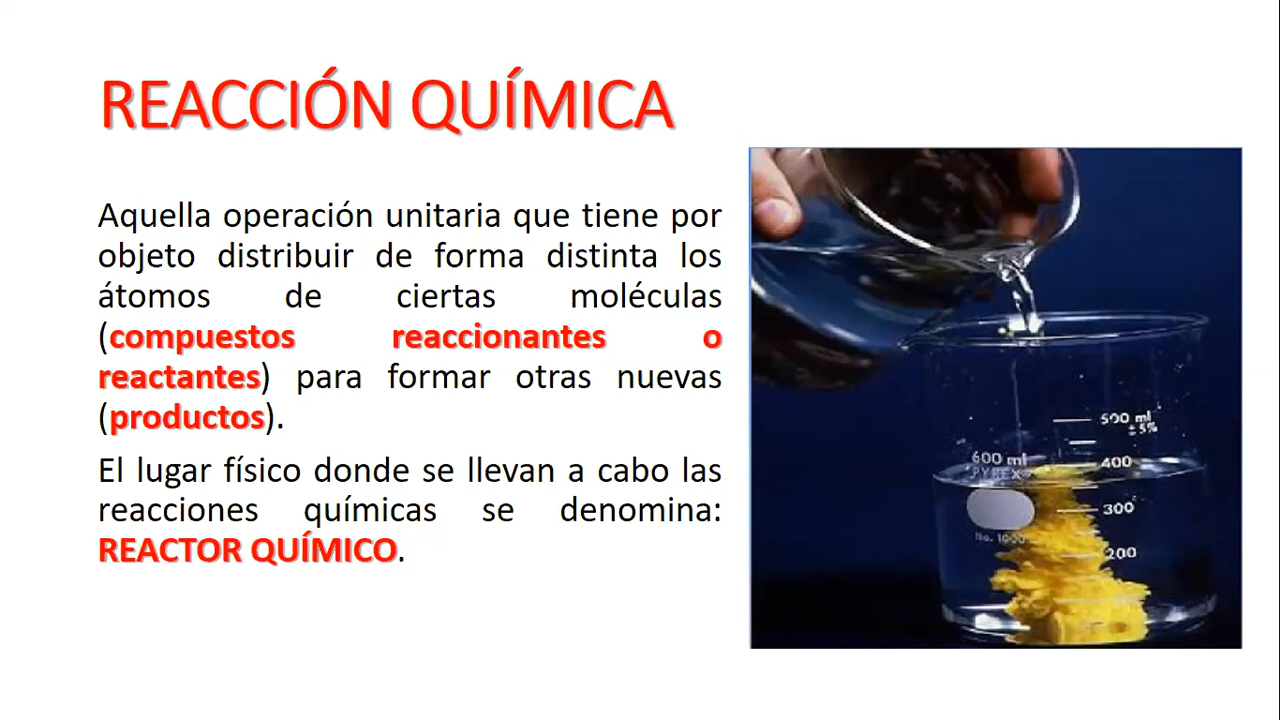 REACCIÓN QUÍMICA
Aquella operación unitaria que tiene por
objeto distribuir de forma distinta los
átomos de ciertas moléculas
(compuestos reaccionantes o
reactantes) para formar otras nuevas
(productos).
El lugar físico donde se llevan a cabo las
reacciones químicas se denomina:
REACTOR QUÍMICO.
500 ml
± 5%
600 ml
PYREX
400
300
No. 1000
200